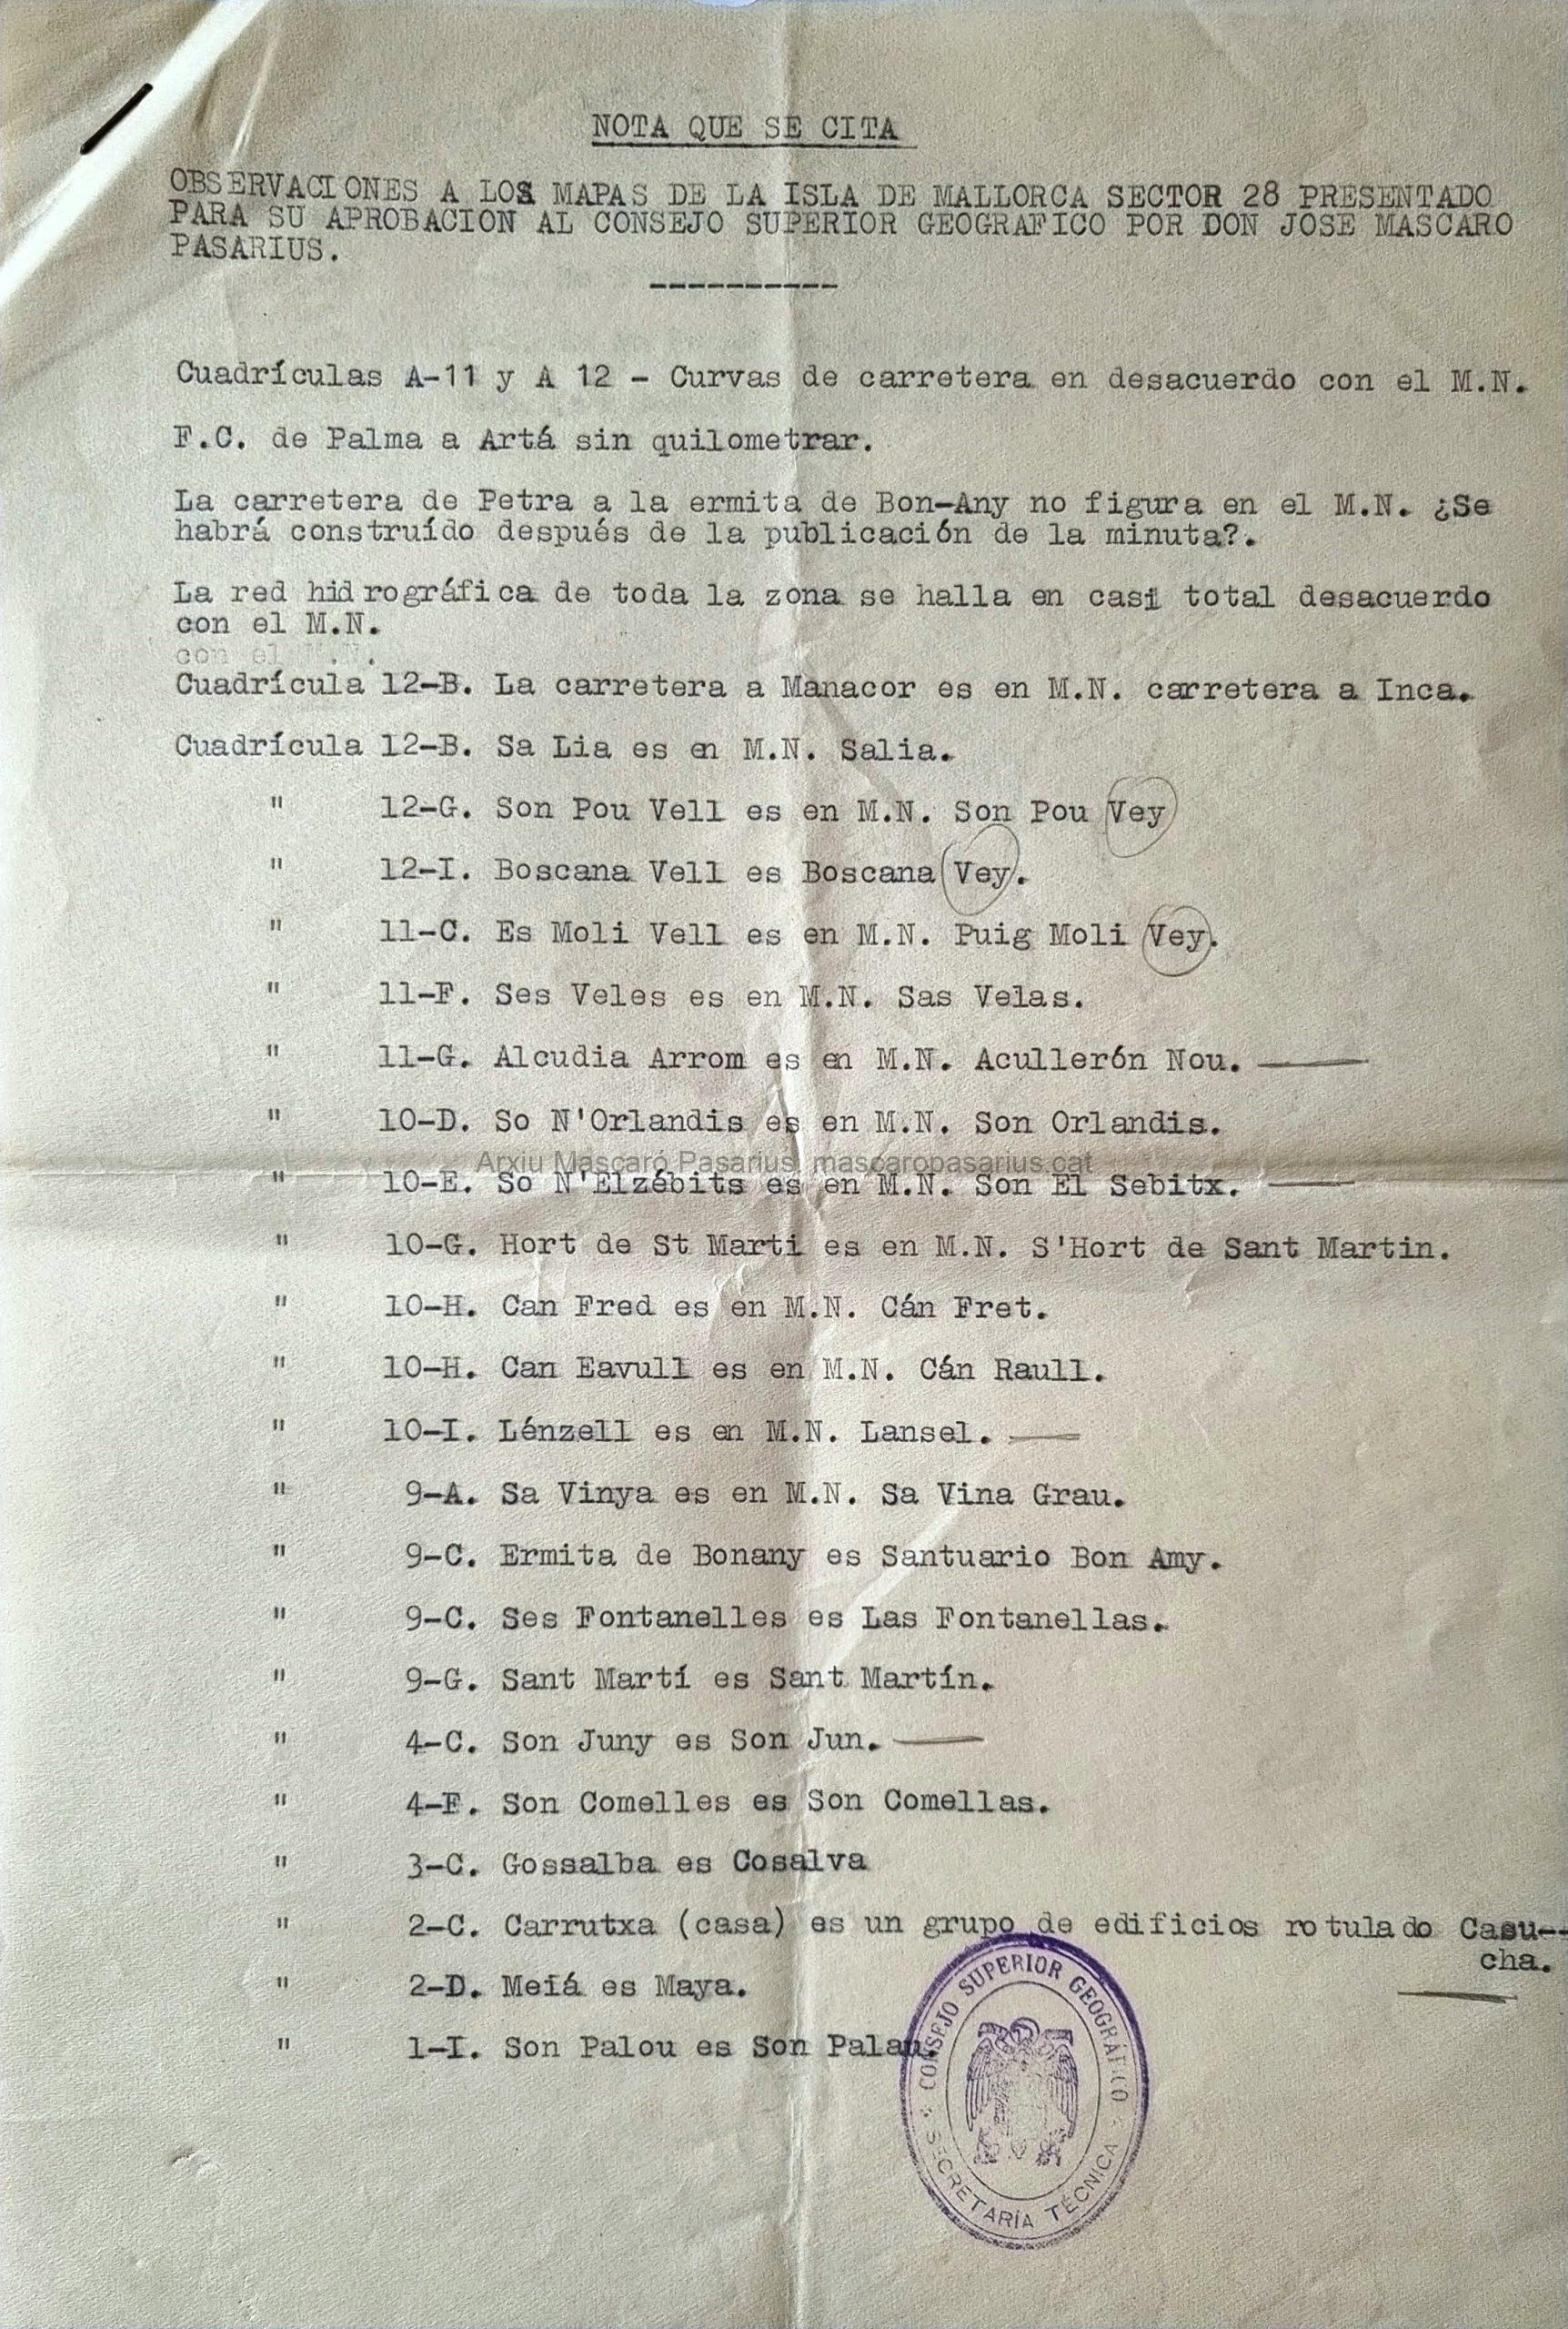 NOTA QUE SE CITA
OBSERVACIONES A LOS MAPAS DE LA ISLA DE MALLORCA SECTOR 28 PRESENTADO
PARA SU APROBACION AL CONSEJO SUPERIOR GEOGRAFICO POR DON JOSE MASCARO
PASARIUS.
----------
Cuadrículas A-11 y A 12 - Curvas de carretera en desacuerdo con el M.N.
F.C. de Palma a Artá sin quilometrar.
La carretera de Petra a la ermita de Bon-Any no figura en el M.N. ¿Se
habrá construído después de la publicación de la minuta?.
La red hidrográfica de toda la zona se halla en casi total desacuerdo
con el M.N.
con el M.N.
Cuadrícula 12-B. La carretera a Manacor es en M.N. carretera a Inca.
Cuadrícula 12-B. Sa Lia es en M.N. Salia.
" 12-G. Son Pou Vell es en M.N. Son Pou Vey
" 12-I. Boscana Vell es Boscana Vey.
" 11-C. Es Moli Vell es en M.N. Puig Moli Vey.
" 11-F. Ses Veles es en M.N. Sas Velas.
" 11-G. Alcudia Arrom es en M.N. Acullerón Nou.
" 10-D. So N'Orlandis es en M.N. Son Orlandis.
Arxiu Mascaró Pasarius, mascaropasarius.cat
" 10-E. So N'Elzébits es en M.N. Son El Sebitx.
" 10-G. Hort de St Marti es en M.N. S'Hort de Sant Martin.
" 10-H. Can Fred es en M.N. Cán Fret.
" 10-H. Can Eavull es en M.N. Cán Raull.
" 10-I. Lénzell es en M.N. Lansel.
" 9-A. Sa Vinya es en M.N. Sa Vina Grau.
" 9-C. Ermita de Bonany es Santuario Bon Amy.
" 9-C. Ses Fontanelles es Las Fontanellas.
" 9-G. Sant Martí es Sant Martín.
" 4-C. Son Juny es Son Jun.
" 4-F. Son Comelles es Son Comellas.
" 3-C. Gossalba es Cosalva
" 2-C. Carrutxa (casa) es un grupo de edificios rotulado Casu--
cha.
" 2-D. Meiá es Maya.
" 1-I. Son Palou es Son Palau.
CONSEJO SUPERIOR GEOGRÁFICO
SECRETARÍA TÉCNICA